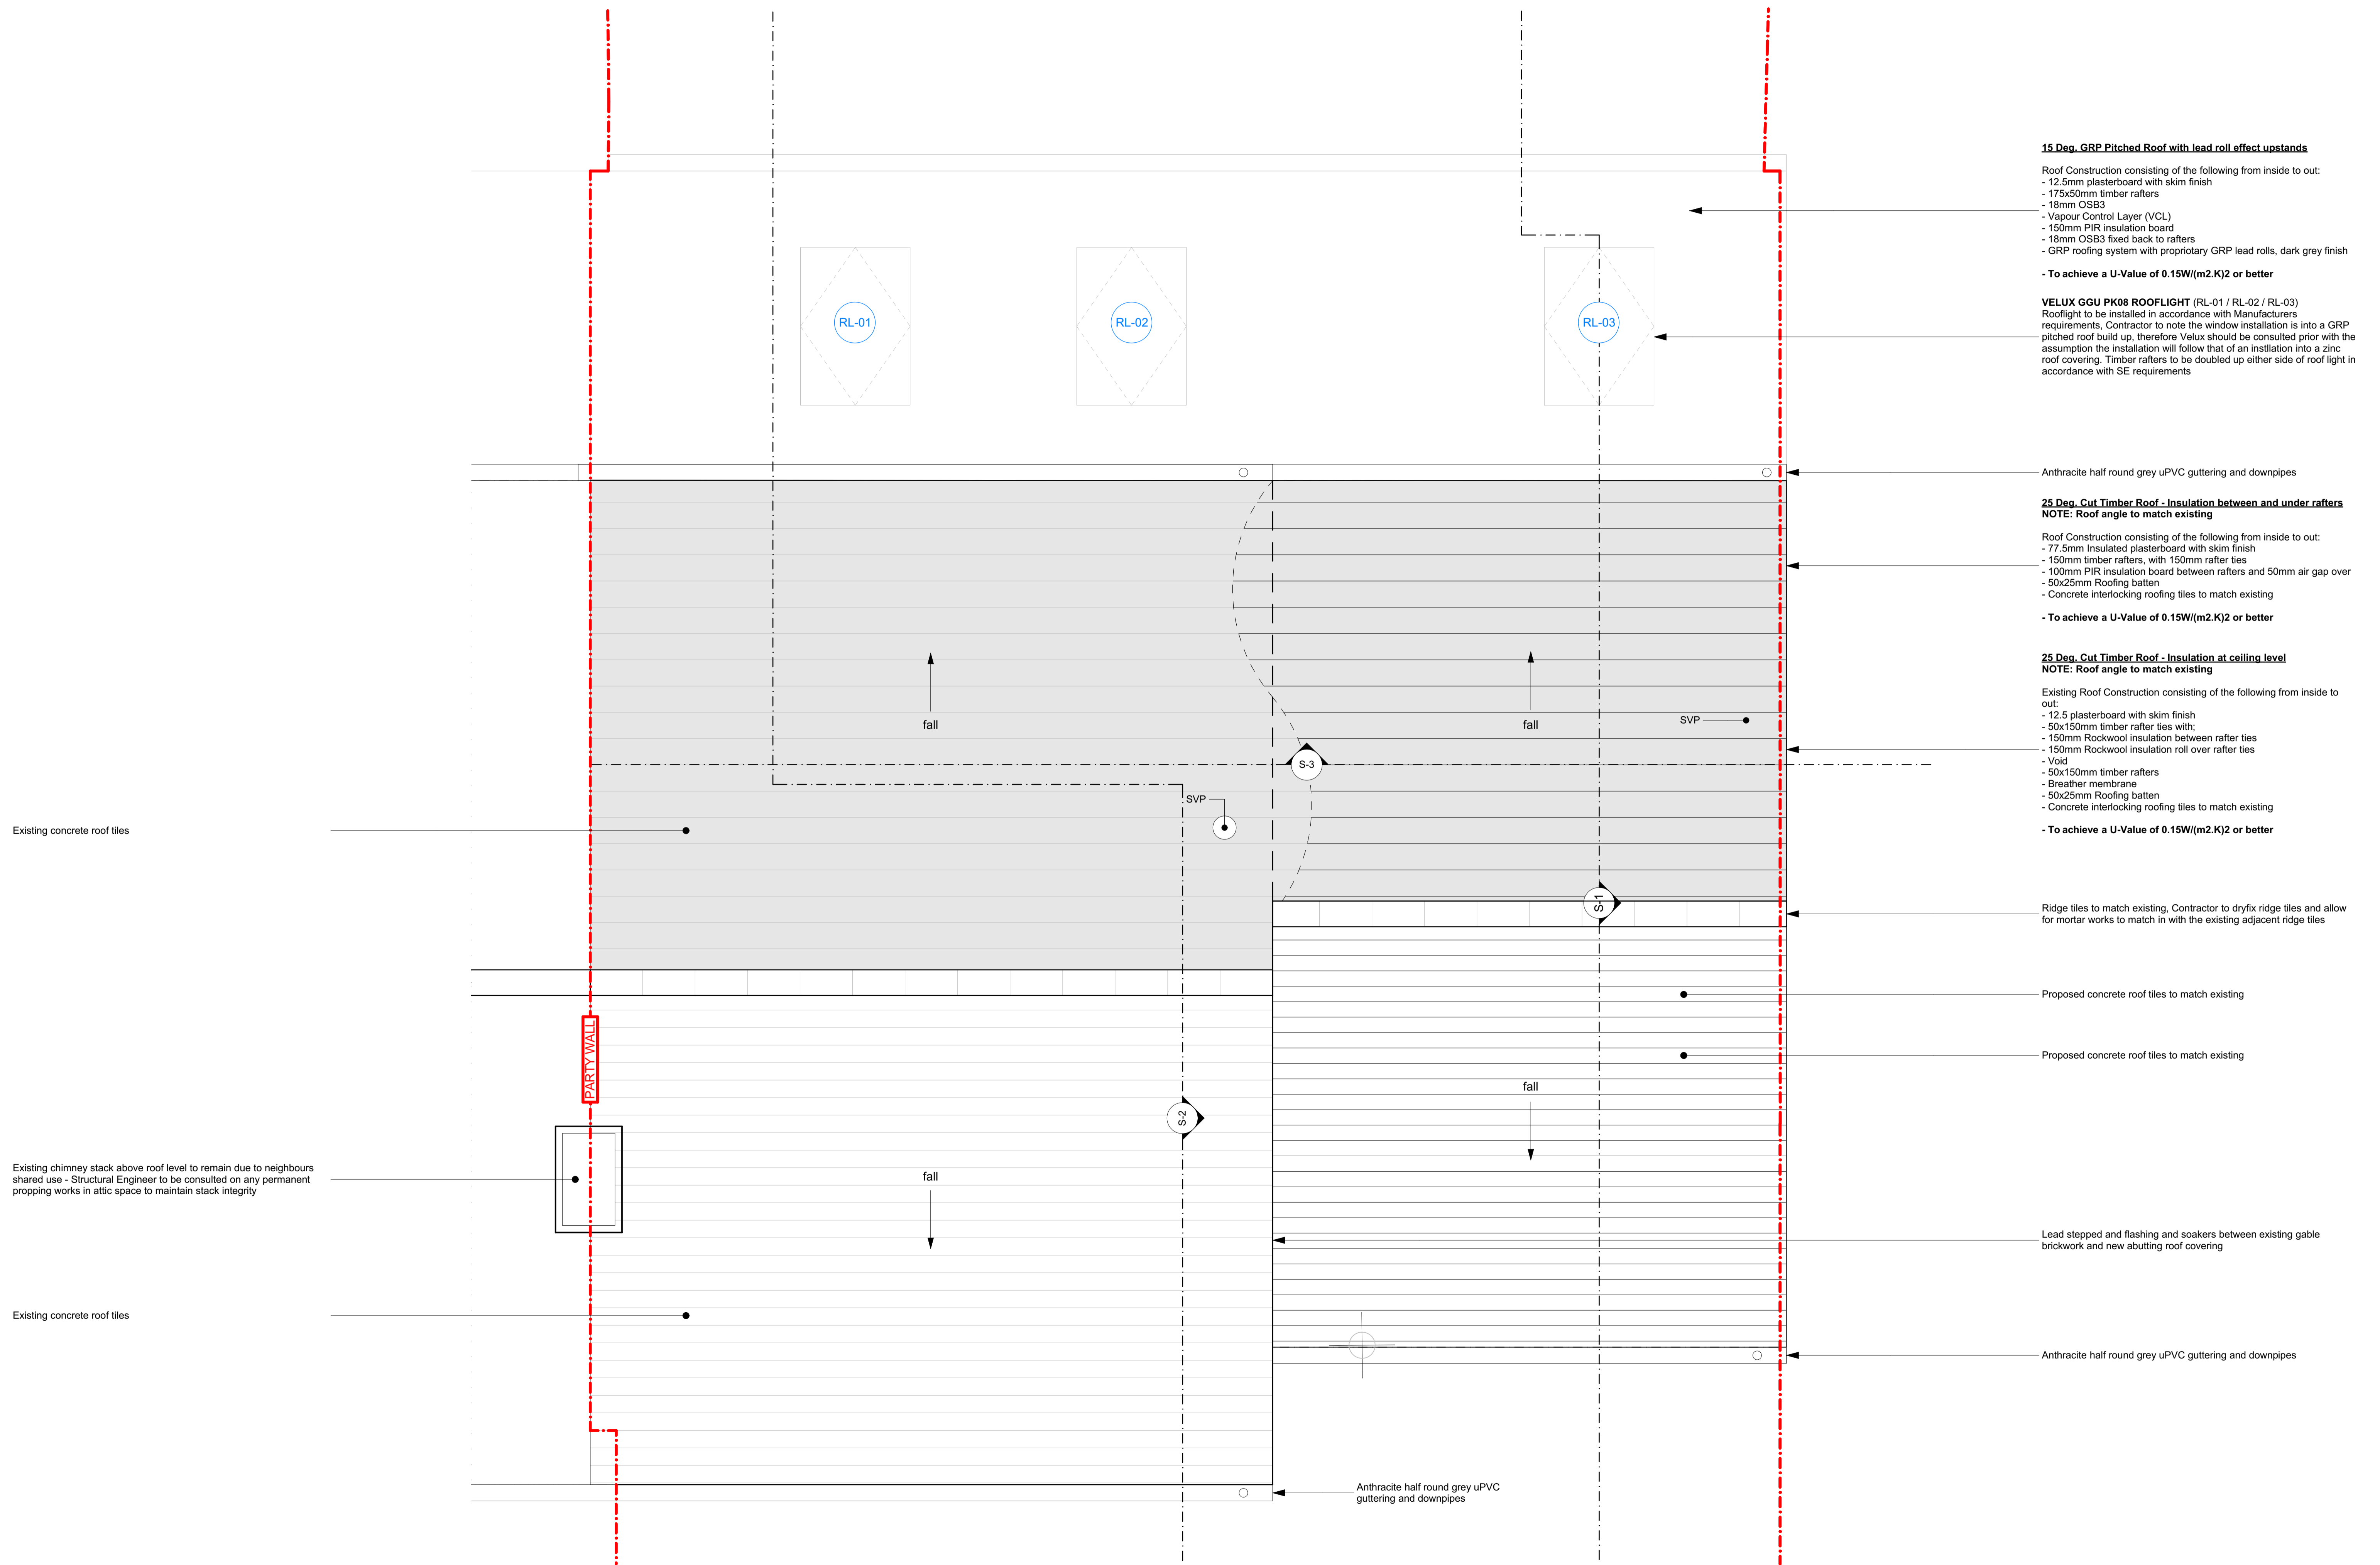 15 Deg. GRP Pitched Roof with lead roll effect upstands
Roof Construction consisting of the following from inside to out:
- 12.5mm plasterboard with skim finish
- 175x50mm timber rafters
- 18mm OSB3
- Vapour Control Layer (VCL)
- 150mm PIR insulation board
- 18mm OSB3 fixed back to rafters
- GRP roofing system with propriotary GRP lead rolls, dark grey finish
- To achieve a U-Value of 0.15W/(m2.K)2 or better
VELUX GGU PK08 ROOFLIGHT (RL-01 / RL-02 / RL-03)
Rooflight to be installed in accordance with Manufacturers
requirements, Contractor to note the window installation is into a GRP
pitched roof build up, therefore Velux should be consulted prior with the
assumption the installation will follow that of an instllation into a zinc
roof covering. Timber rafters to be doubled up either side of roof light in
accordance with SE requirements
RL-01
RL-02
RL-03
Anthracite half round grey uPVC guttering and downpipes
25 Deg. Cut Timber Roof - Insulation between and under rafters
NOTE: Roof angle to match existing
Roof Construction consisting of the following from inside to out:
- 77.5mm Insulated plasterboard with skim finish
- 150mm timber rafters, with 150mm rafter ties
- 100mm PIR insulation board between rafters and 50mm air gap over
- 50x25mm Roofing batten
- Concrete interlocking roofing tiles to match existing
- To achieve a U-Value of 0.15W/(m2.K)2 or better
25 Deg. Cut Timber Roof - Insulation at ceiling level
NOTE: Roof angle to match existing
Existing Roof Construction consisting of the following from inside to
out:
- 12.5 plasterboard with skim finish
- 50x150mm timber rafter ties with;
- 150mm Rockwool insulation between rafter ties
- 150mm Rockwool insulation roll over rafter ties
- Void
- 50x150mm timber rafters
- Breather membrane
- 50x25mm Roofing batten
- Concrete interlocking roofing tiles to match existing
- To achieve a U-Value of 0.15W/(m2.K)2 or better
fall
fall
SVP
S-3
SVP
Existing concrete roof tiles
S-1
Ridge tiles to match existing, Contractor to dryfix ridge tiles and allow
for mortar works to match in with the existing adjacent ridge tiles
Proposed concrete roof tiles to match existing
PARTY WALL
Proposed concrete roof tiles to match existing
fall
S-2
Existing chimney stack above roof level to remain due to neighbours
shared use - Structural Engineer to be consulted on any permanent
propping works in attic space to maintain stack integrity
fall
Lead stepped and flashing and soakers between existing gable
brickwork and new abutting roof covering
Existing concrete roof tiles
Anthracite half round grey uPVC guttering and downpipes
Anthracite half round grey uPVC
guttering and downpipes